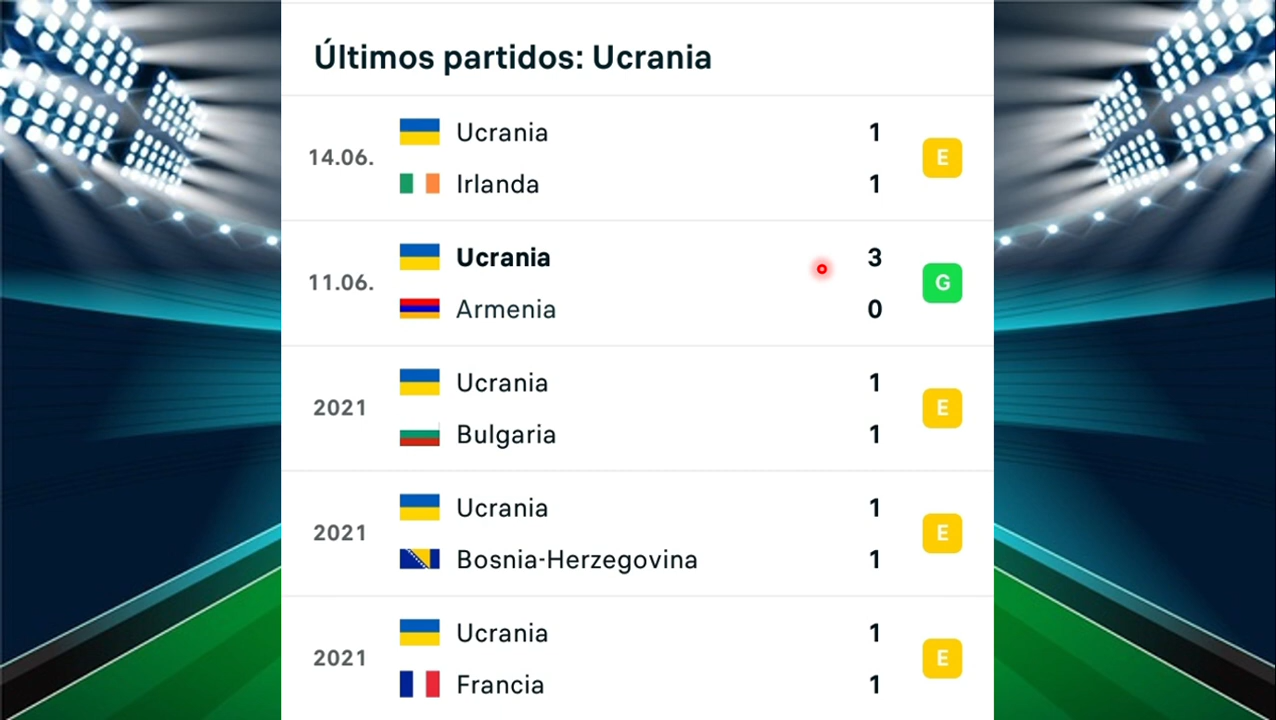 Últimos partidos: Ucrania
14.06.
Ucrania 1
Irlanda 1
E
11.06.
Ucrania 3
Armenia 0
G
2021
Ucrania 1
Bulgaria 1
E
2021
Ucrania 1
Bosnia-Herzegovina 1
E
2021
Ucrania 1
Francia 1
E